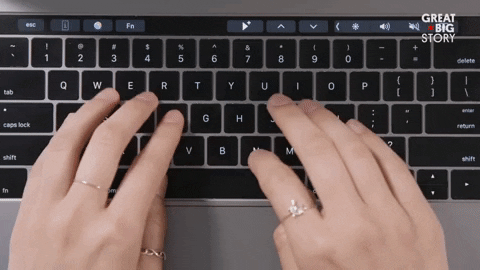 esc Fn
GREAT
BIG
STORY
~ ! @ # $ % ^ & * ( ) _ +
` 1 2 3 4 5 6 7 8 9 0 - = delete
tab Q W E R T Y U I O P { [ } ] | \
caps lock G H : ; " ' enter return
shift V B N ? / shift
fn